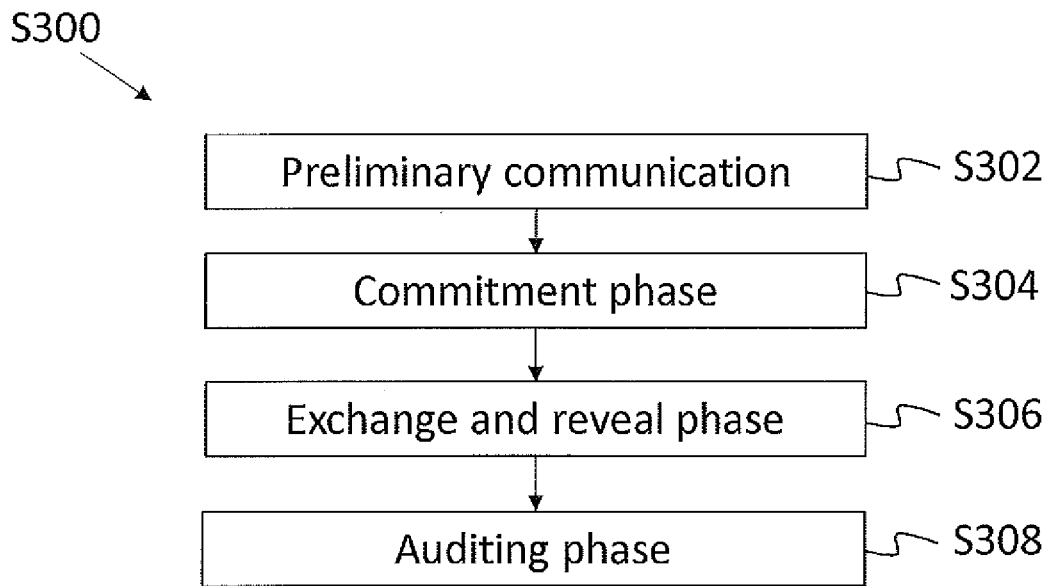 S300
Preliminary communication
S302
Commitment phase
S304
Exchange and reveal phase
S306
Auditing phase
S308